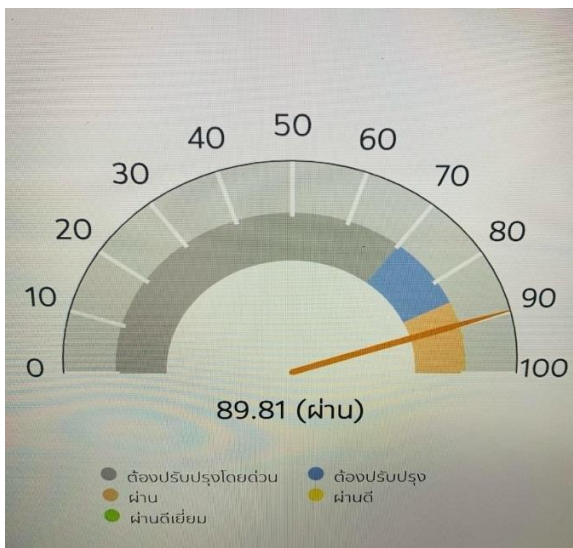 50
40
60
30
70
20
80
10
90
0
100
89.81 (ผ่าน)
ต้องปรับปรุงโดยด่วน
ต้องปรับปรุง
ผ่าน
ผ่านดี
ผ่านดีเยี่ยม